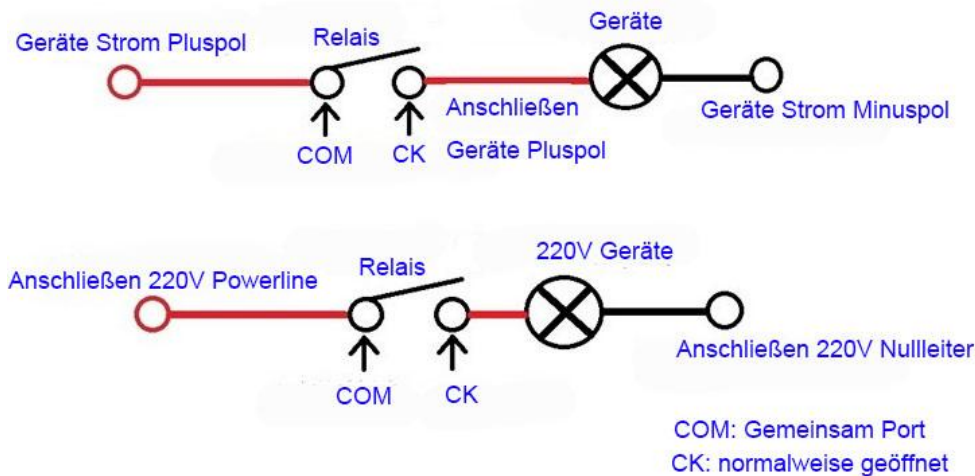 Geräte
Geräte Strom Pluspol
Relais
Anschließen
Geräte Pluspol
Geräte Strom Minuspol
COM
CK
220V Geräte
Anschließen 220V Powerline
Relais
Anschließen 220V Nullleiter
COM
CK
COM: Gemeinsam Port
CK: normalweise geöffnet